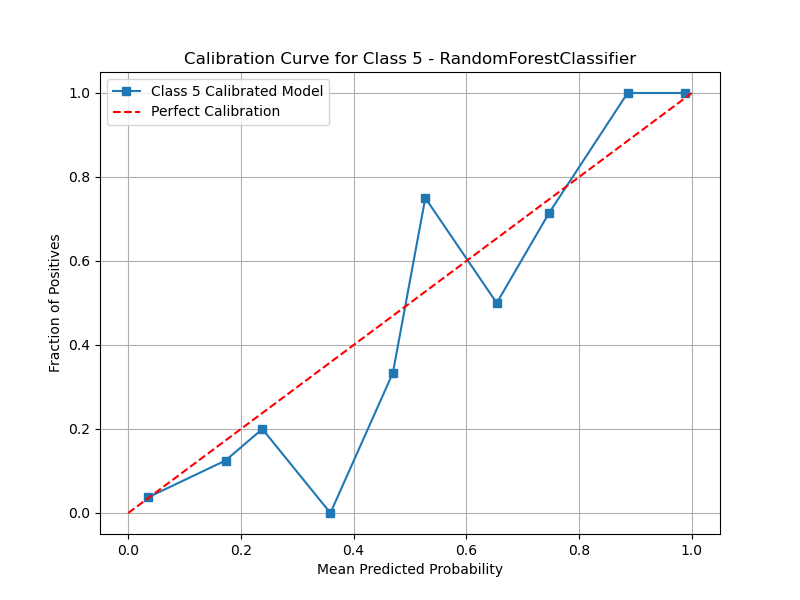 Calibration Curve for Class 5 - RandomForestClassifier
Class 5 Calibrated Model
Perfect Calibration
1.0
0.8
0.6
0.4
0.2
0.0
Fraction of Positives
0.0 0.2 0.4 0.6 0.8 1.0
Mean Predicted Probability